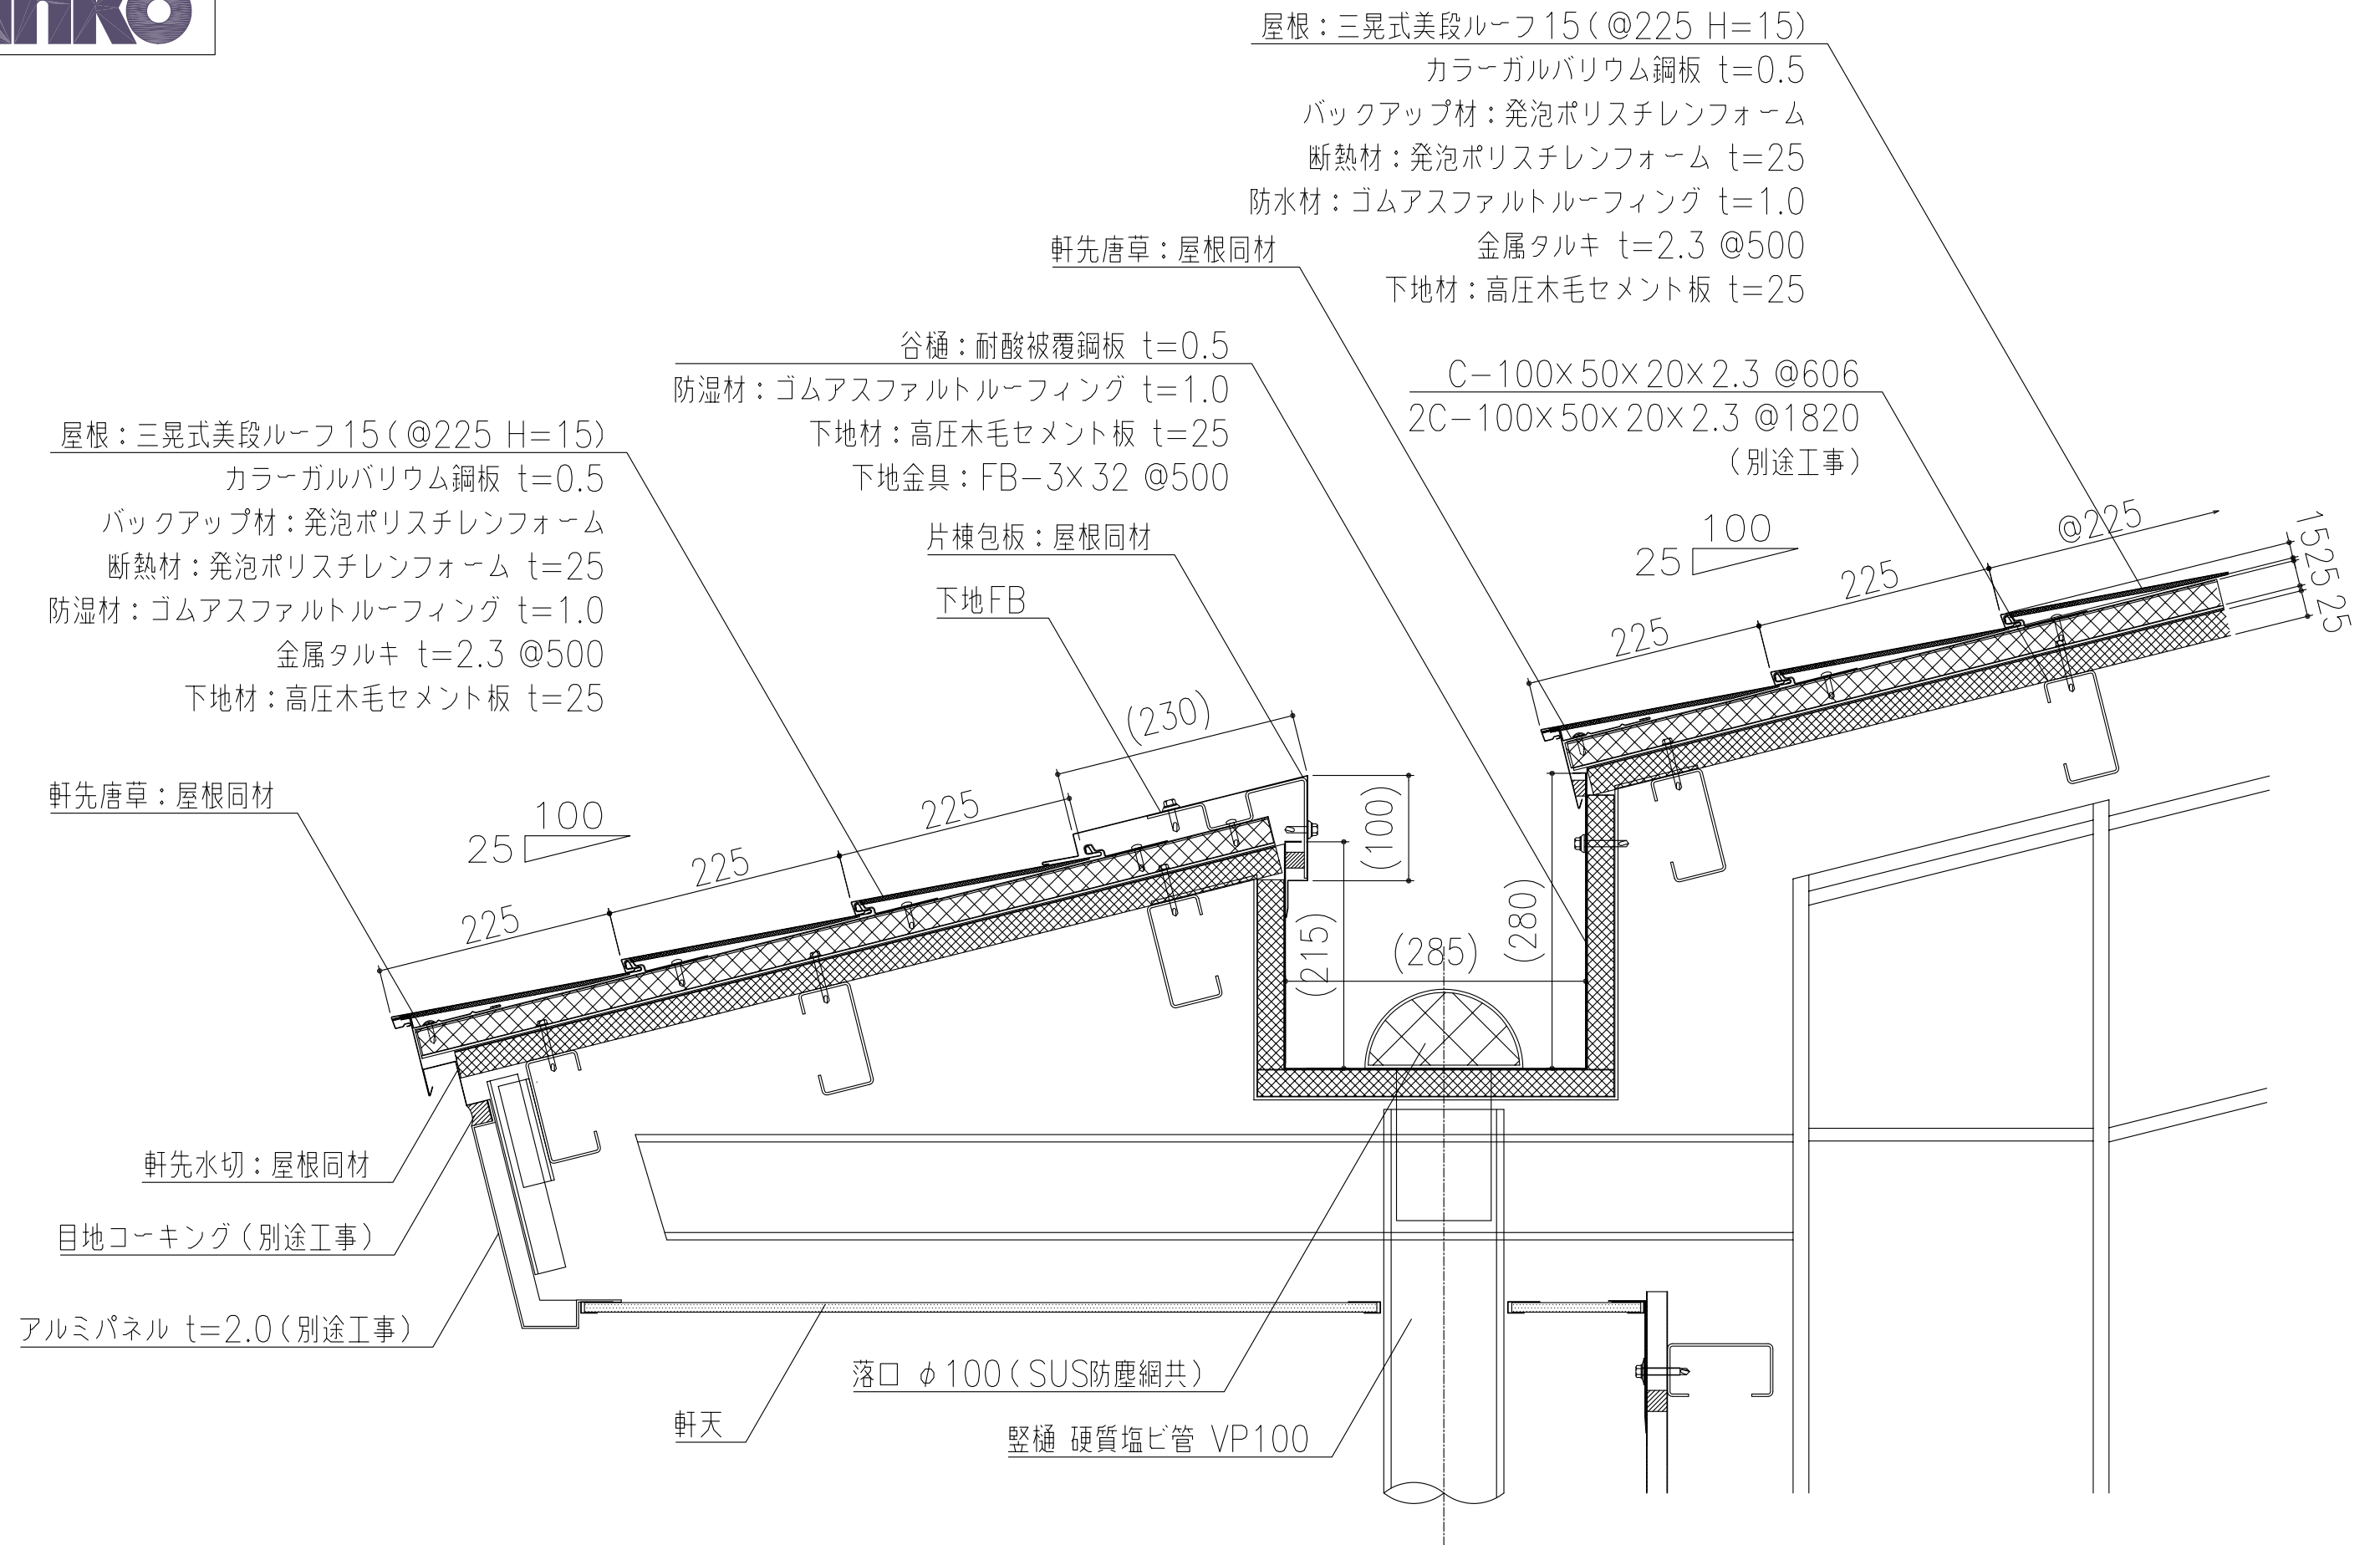 屋根：三晃式美段ルーフ15(@225 H=15)
カラーガルバリウム鋼板 t=0.5
バックアップ材：発泡ポリスチレンフォーム
断熱材：発泡ポリスチレンフォーム t=25
防水材：ゴムアスファルトルーフィング t=1.0
金属タルキ t=2.3 @500
下地材：高圧木毛セメント板 t=25
軒先唐草：屋根同材
谷樋：耐酸被覆鋼板 t=0.5
防湿材：ゴムアスファルトルーフィング t=1.0
下地材：高圧木毛セメント板 t=25
下地金具：FB-3×32 @500
C-100×50×20×2.3 @606
2C-100×50×20×2.3 @1820
(別途工事)
屋根：三晃式美段ルーフ15(@225 H=15)
カラーガルバリウム鋼板 t=0.5
バックアップ材：発泡ポリスチレンフォーム
断熱材：発泡ポリスチレンフォーム t=25
防湿材：ゴムアスファルトルーフィング t=1.0
金属タルキ t=2.3 @500
下地材：高圧木毛セメント板 t=25
片棟包板：屋根同材
下地FB
100
25
225
225
@225
15
25
25
軒先唐草：屋根同材
100
25
225
225
225
(230)
(100)
(215)
(285)
(280)
軒先水切：屋根同材
目地コーキング(別途工事)
アルミパネル t=2.0(別途工事)
落口 φ100(SUS防塵網共)
軒天
竪樋 硬質塩ビ管 VP100